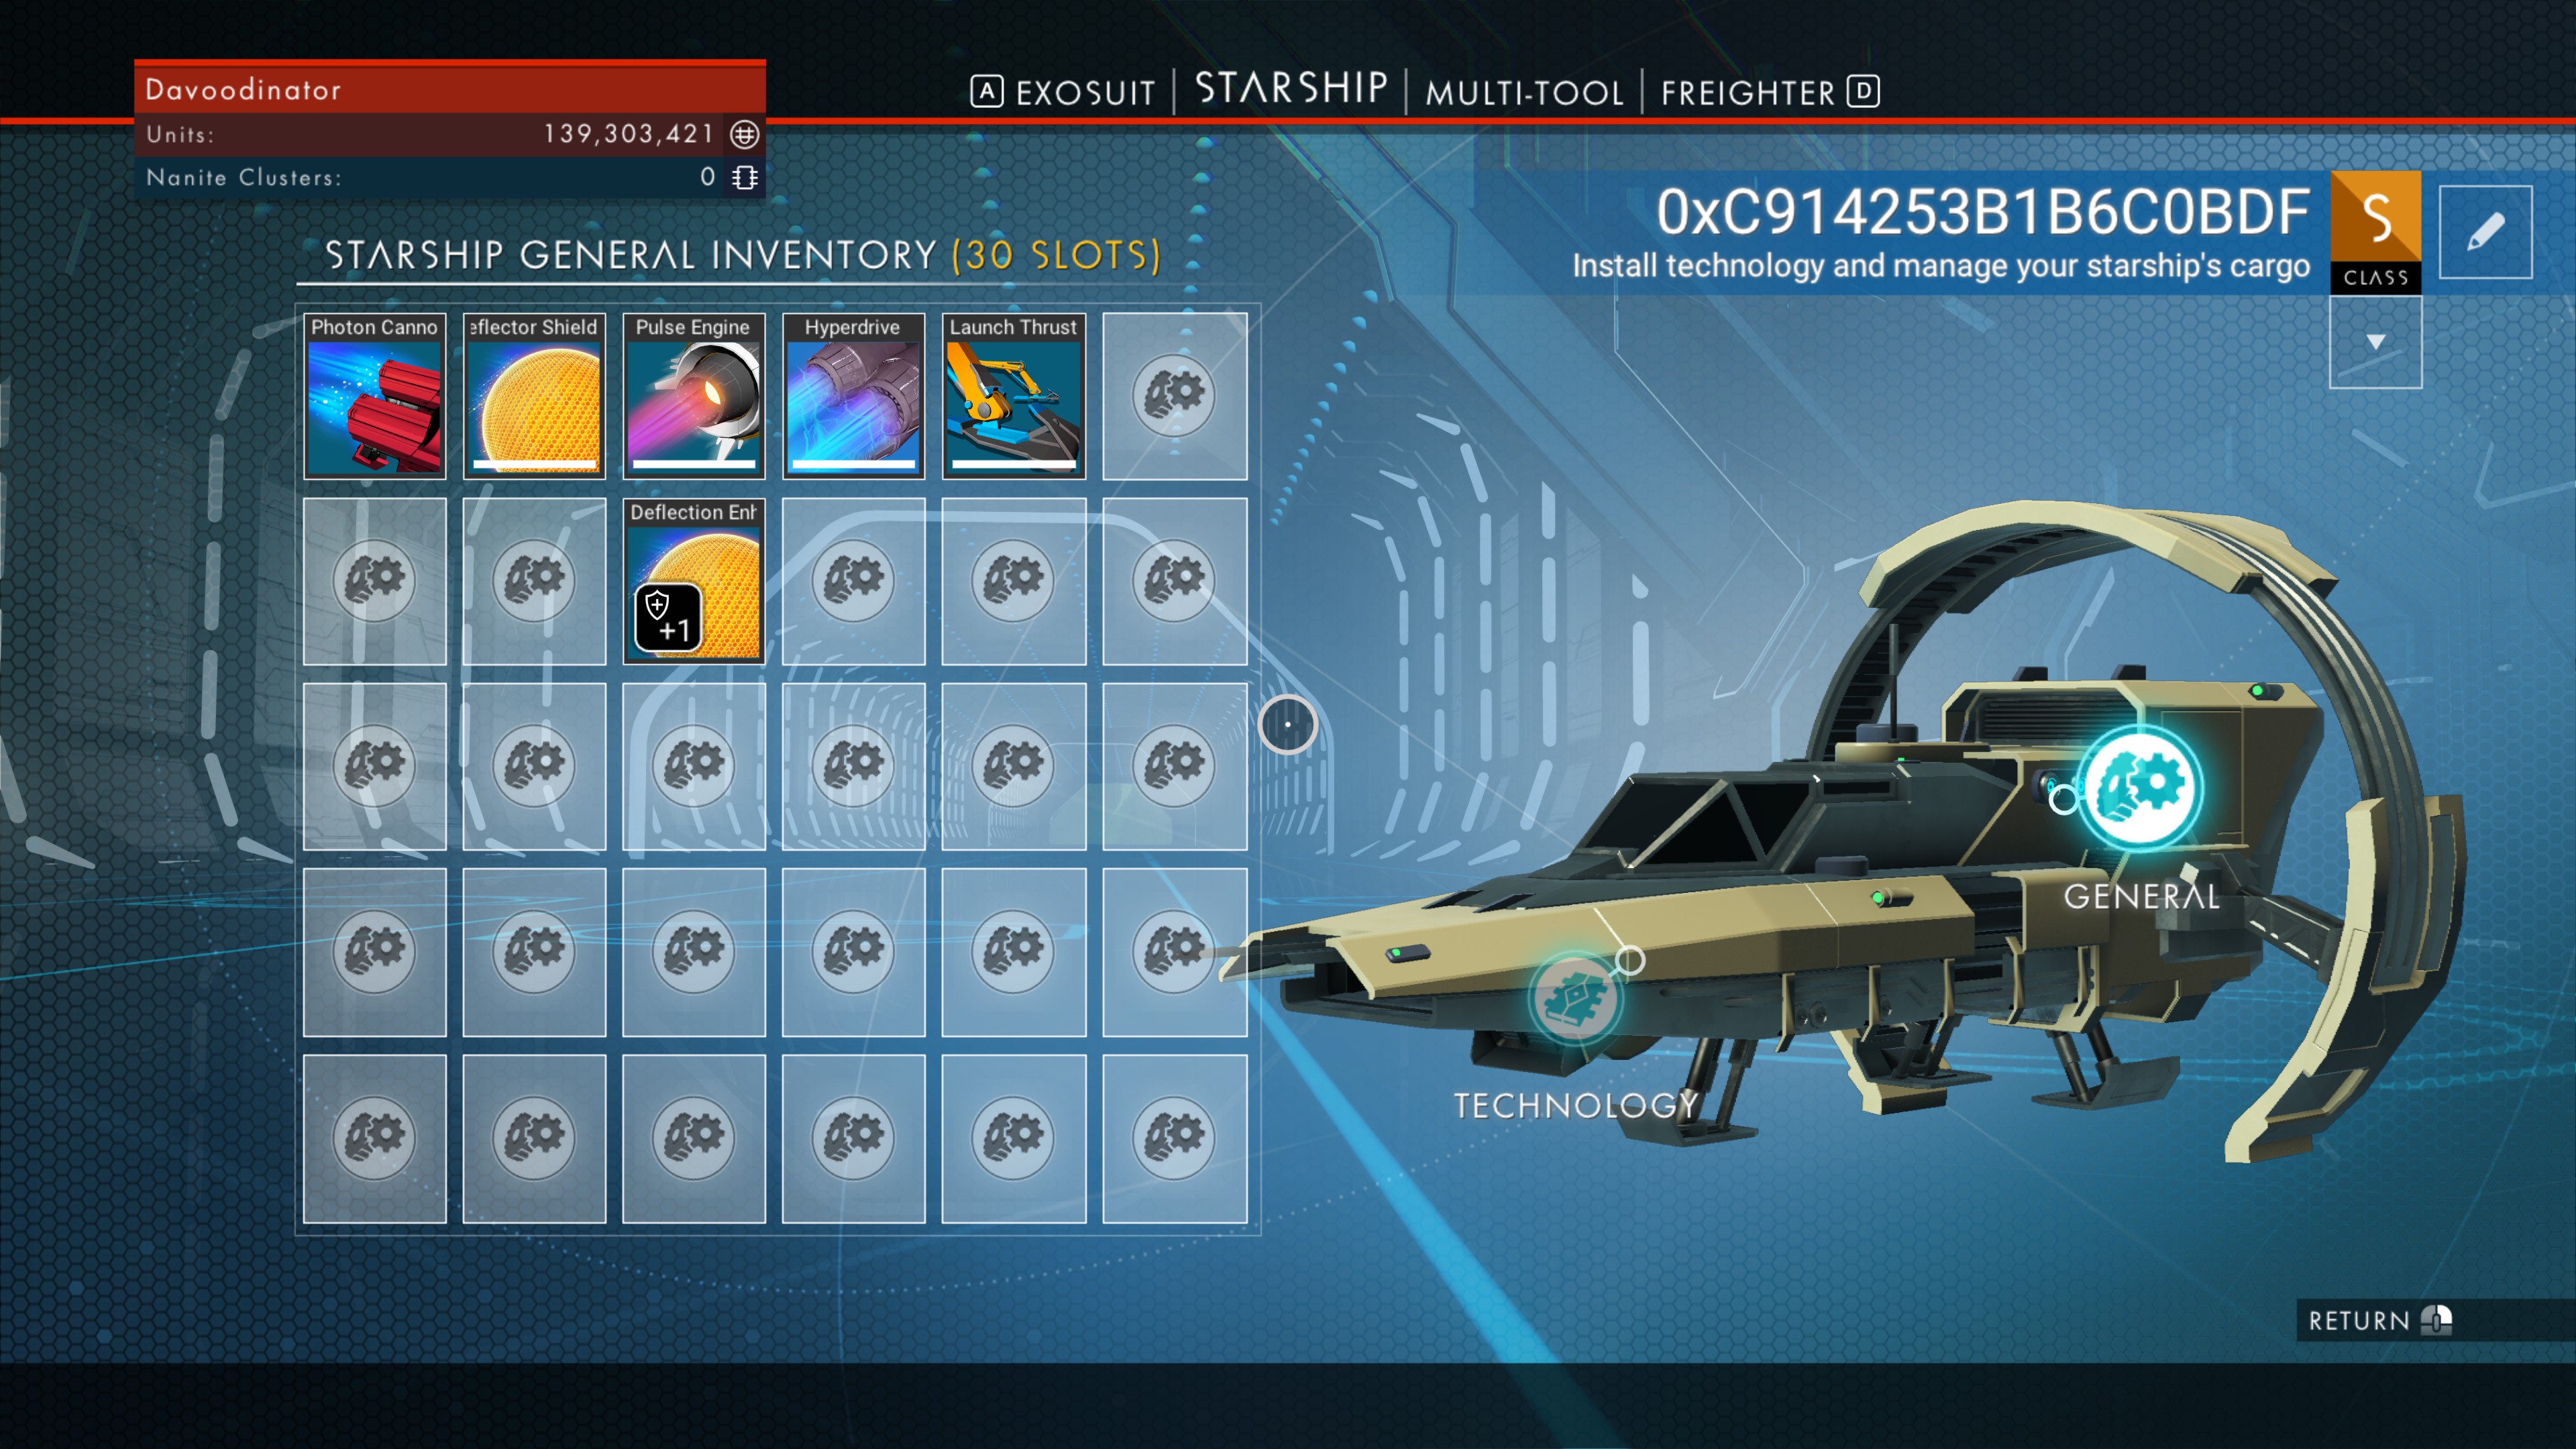 Davoodinator
Units: 139,303,421
Nanite Clusters: 0
A EXOSUIT STARSHIP MULTI-TOOL FREIGHTER D
STARSHIP GENERAL INVENTORY (30 SLOTS)
0xC914253B1B6C0BDF
Install technology and manage your starship's cargo
S
CLASS
Photon Canno
eflector Shield
Pulse Engine
Hyperdrive
Launch Thrust
Deflection Enh
+1
GENERAL
TECHNOLOGY
RETURN